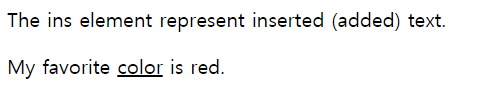 The ins element represent inserted (added) text.
My favorite color is red.